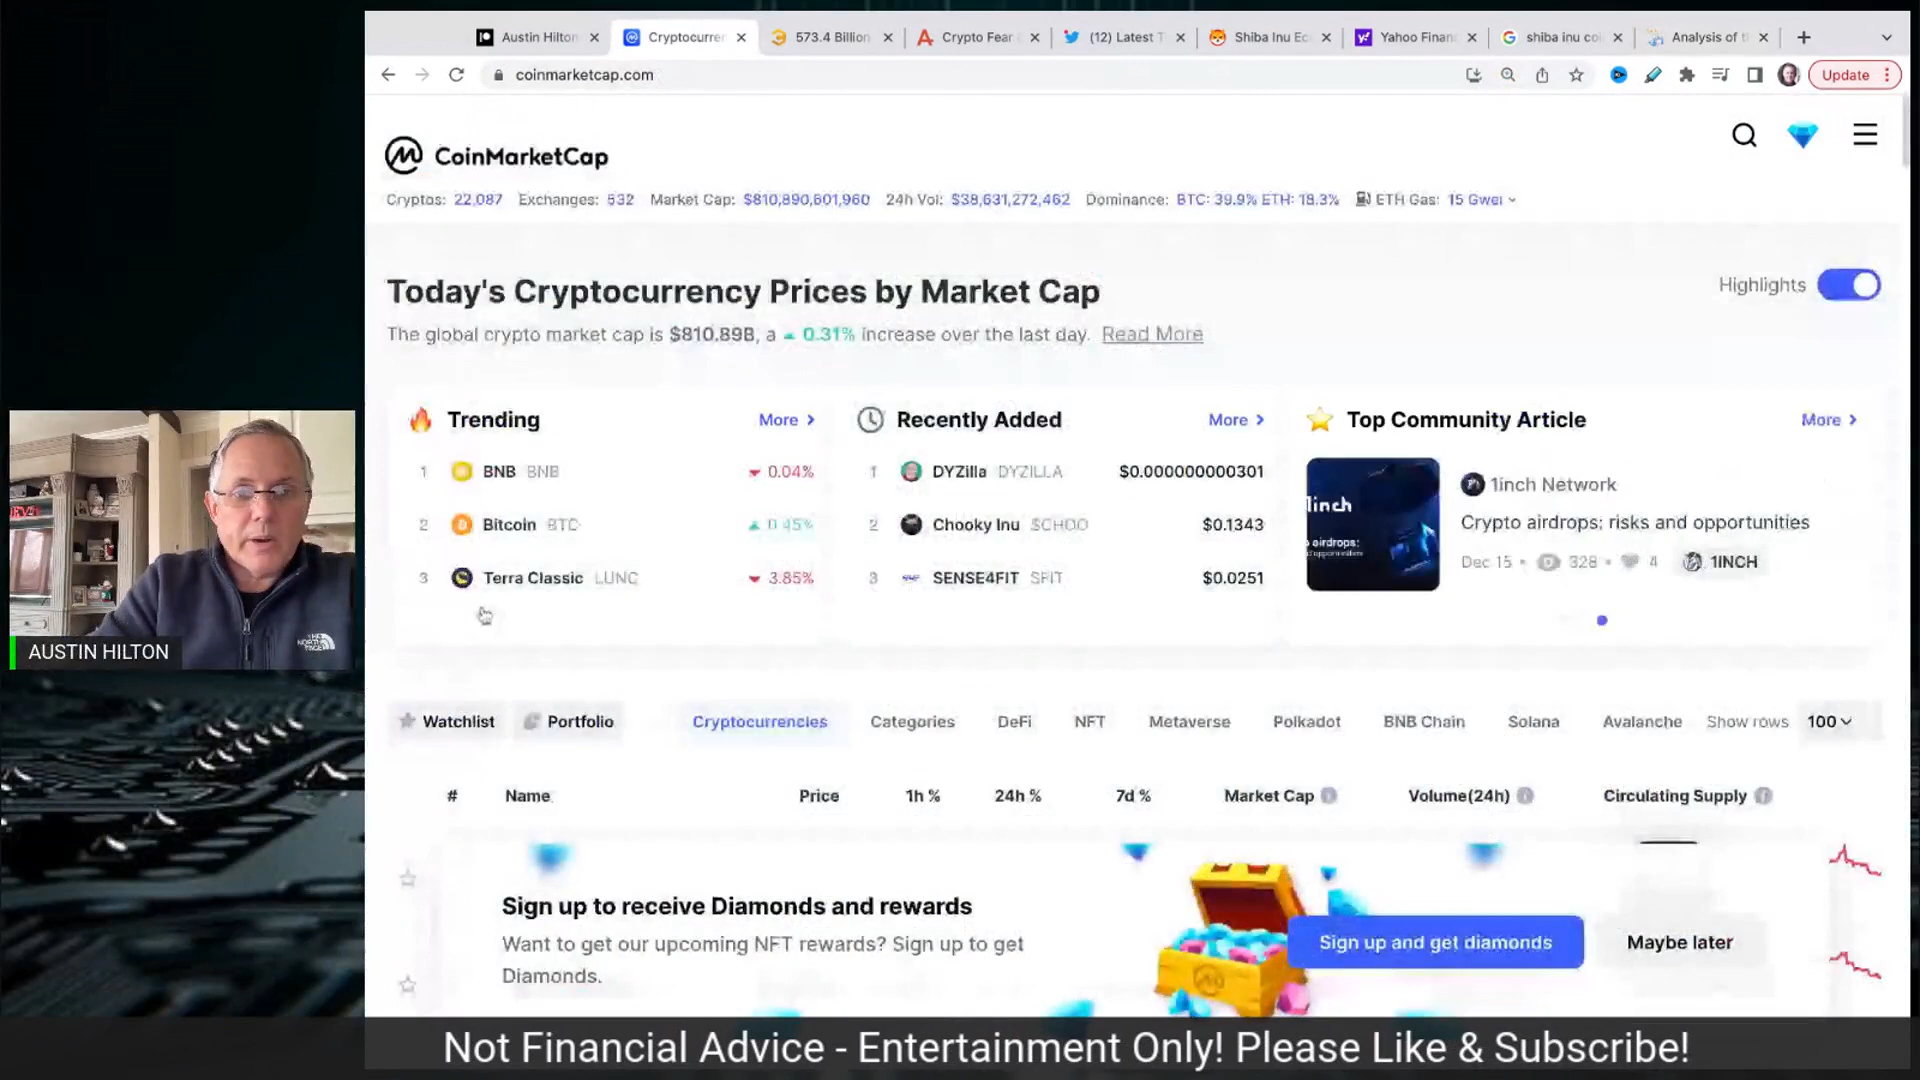 Austin Hilton
Cryptocurrer
573.4 Billion
Crypto Fear
(12) Latest T
Shiba Inu Ec
Yahoo Financ
shiba inu co
Analysis of t
coinmarketcap.com
Update
CoinMarketCap
Cryptos: 22,087 Exchanges: 532 Market Cap: $810,890,601,960 24h Vol: $38,631,272,462 Dominance: BTC: 39.9% ETH: 18.3% ETH Gas: 15 Gwei
Today's Cryptocurrency Prices by Market Cap
Highlights
The global crypto market cap is $810.89B, a 0.31% increase over the last day. Read More
Trending
More >
1 BNB BNB 0.04%
2 Bitcoin BTC 0.45%
3 Terra Classic LUNC 3.85%
Recently Added
More >
1 DYZilla DYZILLA $0.000000000301
2 Chooky Inu $CHOO $0.1343
3 SENSE4FIT SFIT $0.0251
Top Community Article
More >
1inch
airdrops:
1inch Network
Crypto airdrops: risks and opportunities
Dec 15 • 328 • 4 1INCH
THE NORTH FACE
AUSTIN HILTON
Watchlist Portfolio Cryptocurrencies Categories DeFi NFT Metaverse Polkadot BNB Chain Solana Avalanche Show rows 100
# Name Price 1h % 24h % 7d % Market Cap Volume(24h) Circulating Supply
Sign up to receive Diamonds and rewards
Want to get our upcoming NFT rewards? Sign up to get
Diamonds.
Sign up and get diamonds
Maybe later
Not Financial Advice - Entertainment Only! Please Like & Subscribe!